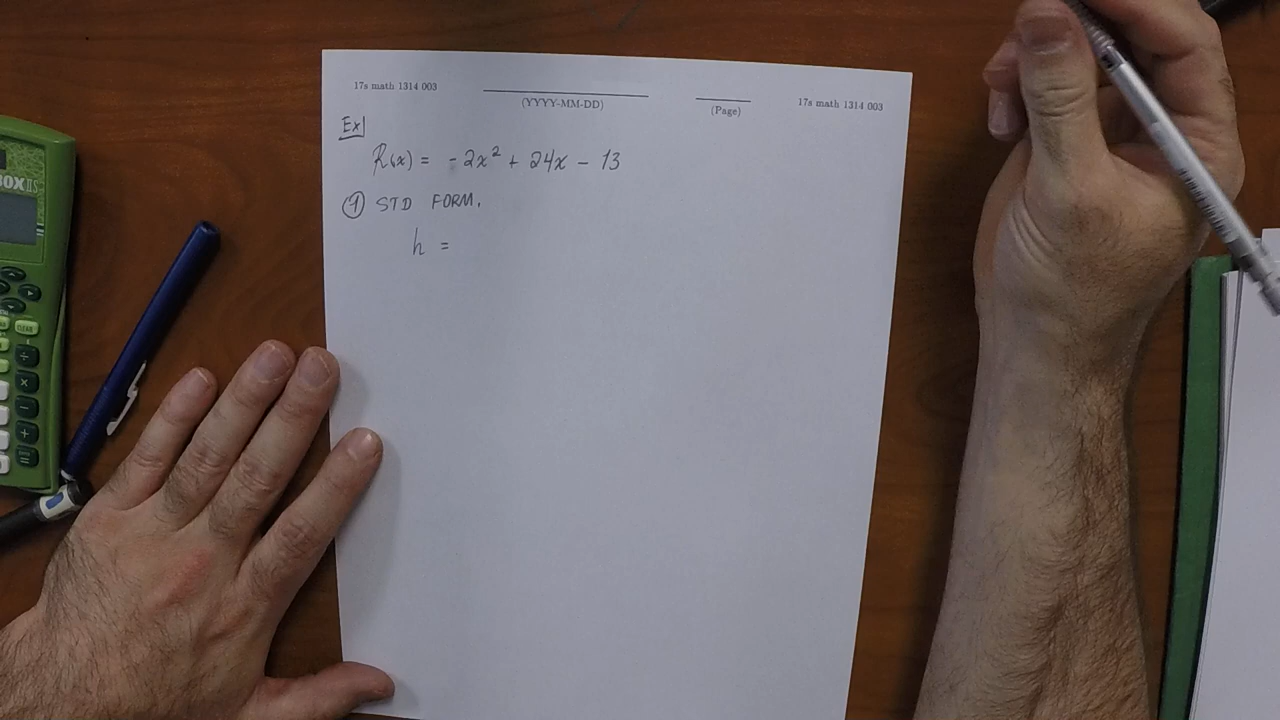 17s math 1314 003 (YYYY-MM-DD) (Page) 17s math 1314 003
Ex
R(x) = -2x² + 24x - 13
① STD FORM.
h =
CLEAR